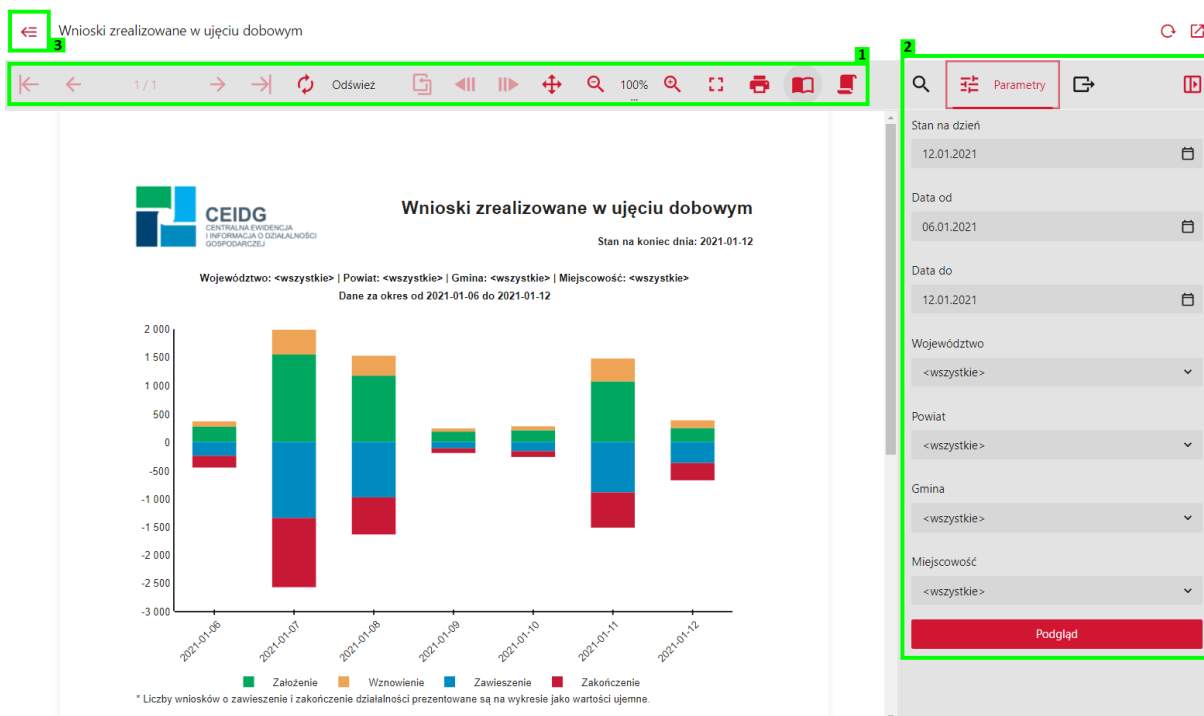 Wnioski zrealizowane w ujęciu dobowym
3
1
2
1 / 1
Odśwież
100%
...
Parametry
CEIDG
CENTRALNA EWIDENCJA
I INFORMACJA O DZIAŁALNOŚCI
GOSPODARCZEJ
Wnioski zrealizowane w ujęciu dobowym
Stan na koniec dnia: 2021-01-12
Województwo: <wszystkie> | Powiat: <wszystkie> | Gmina: <wszystkie> | Miejscowość: <wszystkie>
Dane za okres od 2021-01-06 do 2021-01-12
2 000
1 500
1 000
500
0
-500
-1 000
-1 500
-2 000
-2 500
-3 000
2021-01-06
2021-01-07
2021-01-08
2021-01-09
2021-01-10
2021-01-11
2021-01-12
Założenie Wznowienie Zawieszenie Zakończenie
* Liczby wniosków o zawieszenie i zakończenie działalności prezentowane są na wykresie jako wartości ujemne.
Stan na dzień
12.01.2021
Data od
06.01.2021
Data do
12.01.2021
Województwo
<wszystkie>
Powiat
<wszystkie>
Gmina
<wszystkie>
Miejscowość
<wszystkie>
Podgląd